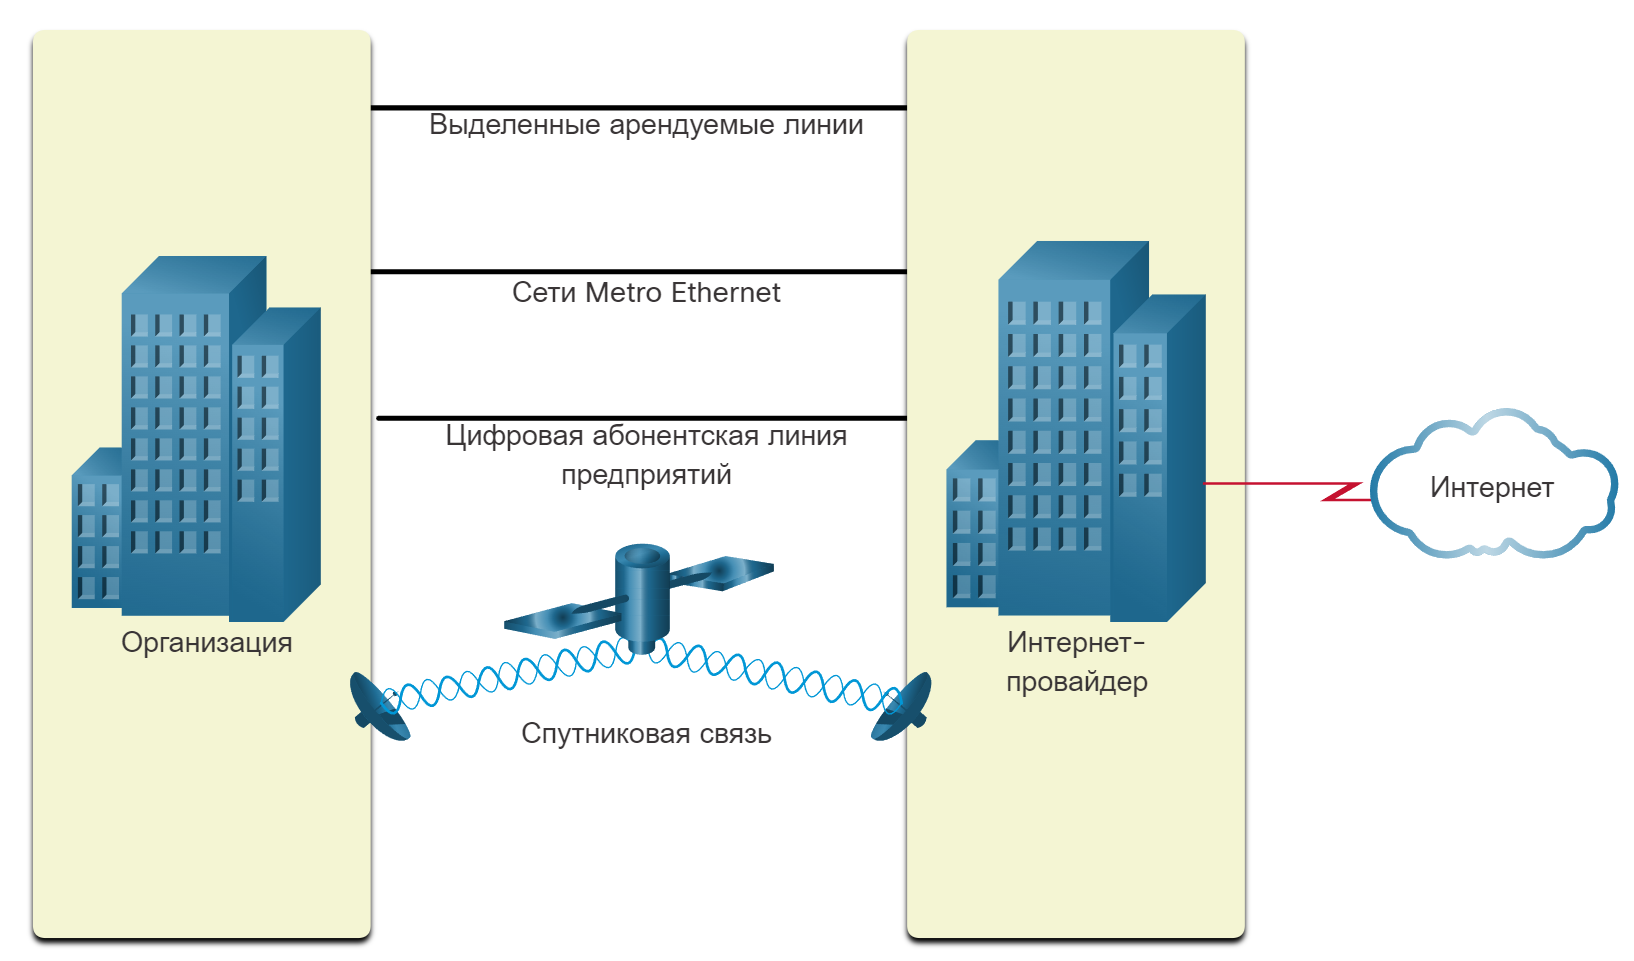 Выделенные арендуемые линии
Сети Metro Ethernet
Цифровая абонентская линия
предприятий
Организация
Спутниковая связь
Интернет-
провайдер
Интернет